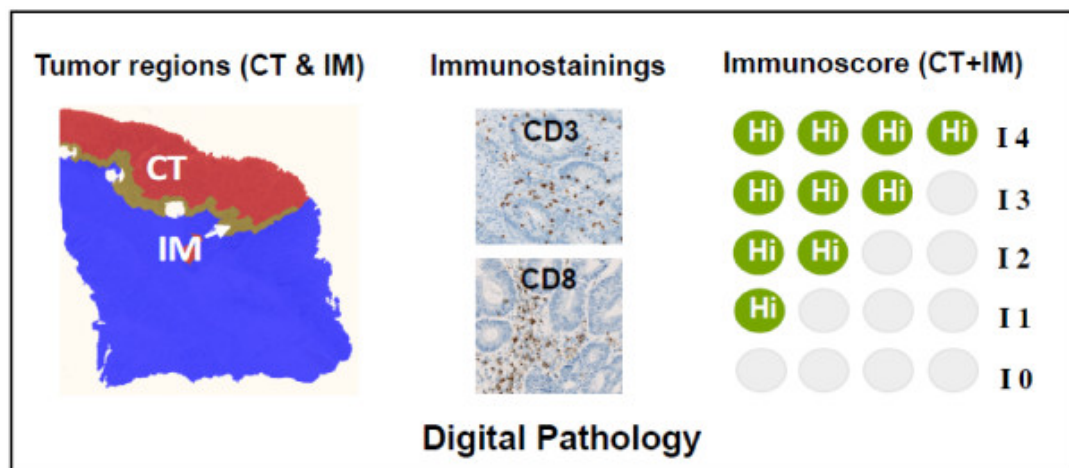 Tumor regions (CT & IM)
CT
IM
Immunostainings
CD3
CD8
Immunoscore (CT+IM)
Hi Hi Hi Hi I 4
Hi Hi Hi I 3
Hi Hi I 2
Hi I 1
I 0
Digital Pathology